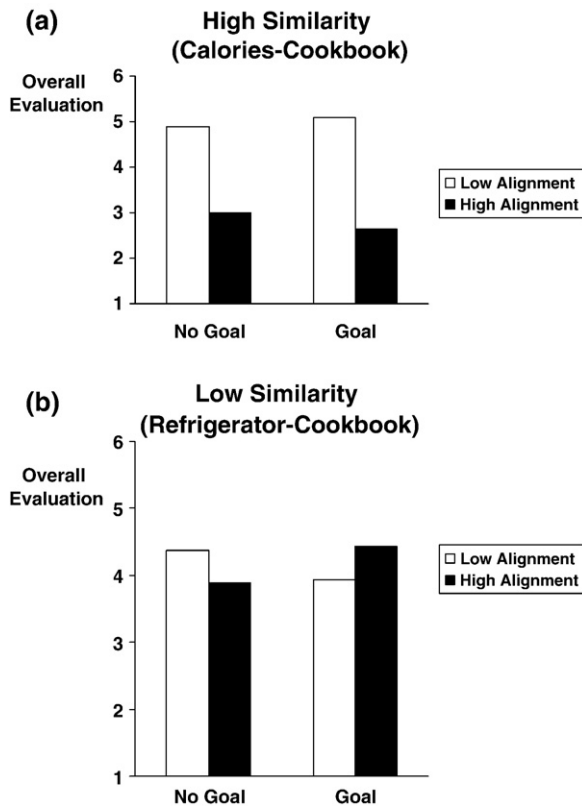 (a)
High Similarity
(Calories-Cookbook)
Overall
Evaluation
6
5
4
3
2
1
No Goal Goal
Low Alignment
High Alignment
(b)
Low Similarity
(Refrigerator-Cookbook)
Overall
Evaluation
6
5
4
3
2
1
No Goal Goal
Low Alignment
High Alignment